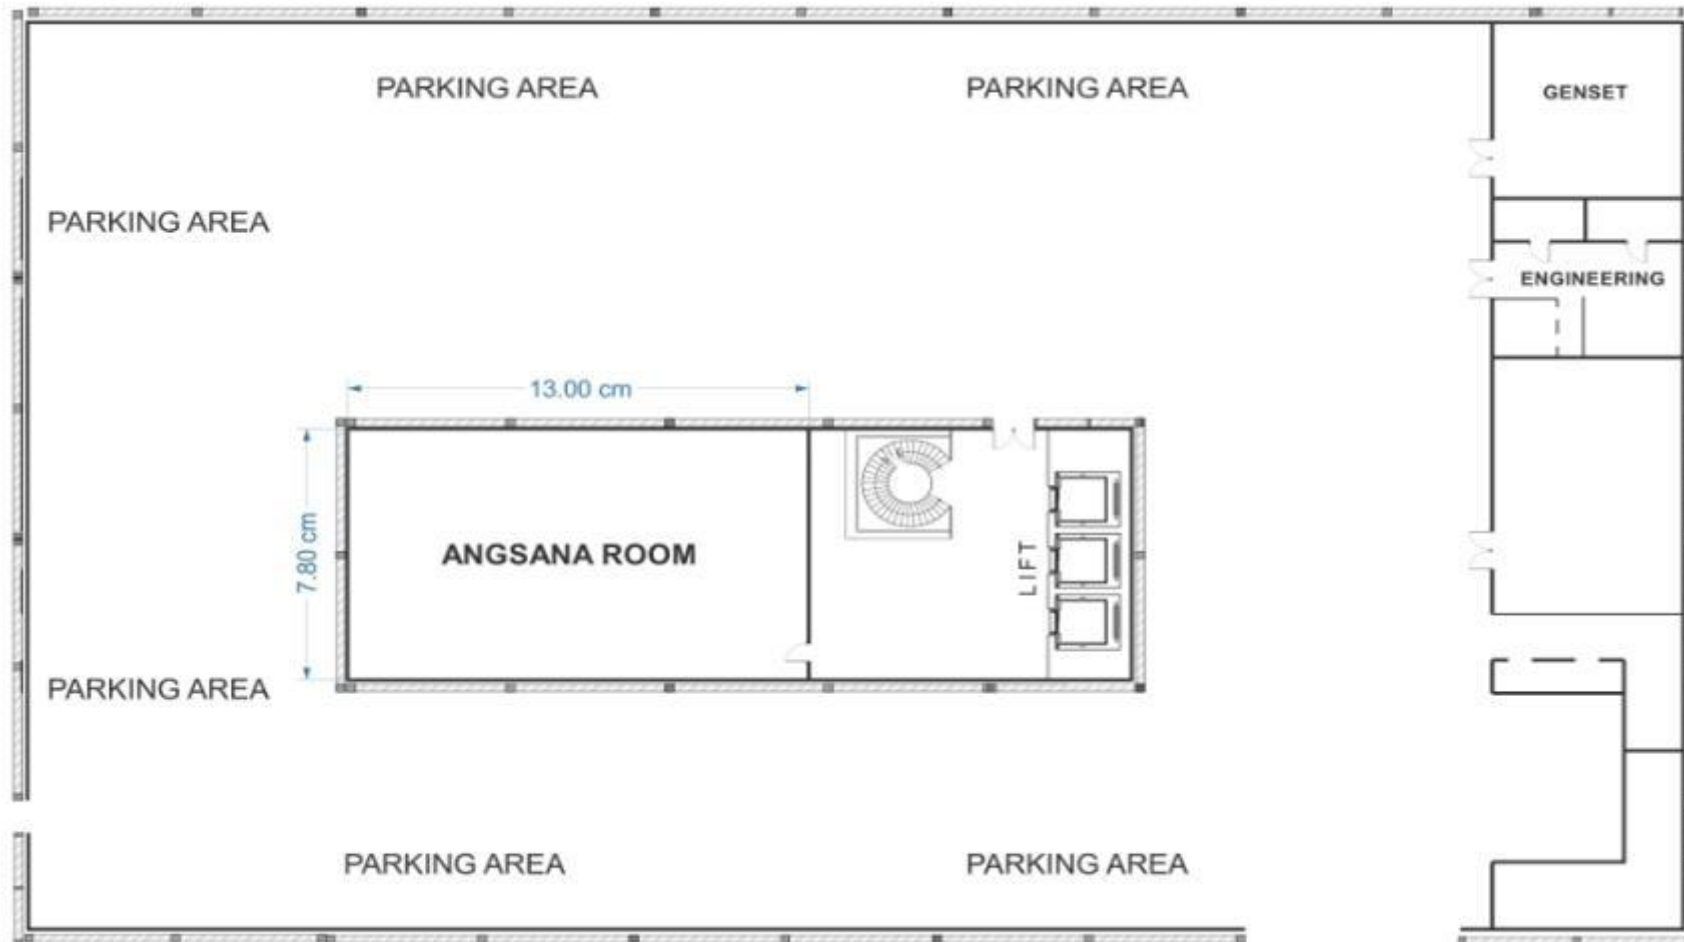 PARKING AREA
PARKING AREA
GENSET
PARKING AREA
ENGINEERING
13.00 cm
7.80 cm
ANGSANA ROOM
LIFT
PARKING AREA
PARKING AREA
PARKING AREA